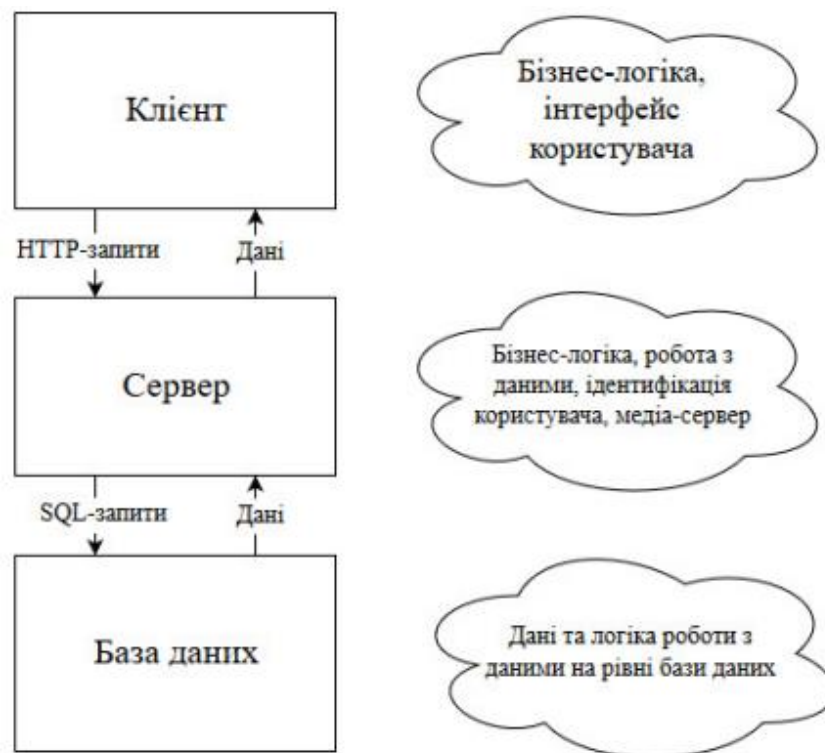 Клієнт
Бізнес-логіка,
інтерфейс
користувача
HTTP-запити
Дані
Сервер
Бізнес-логіка, робота з
даними, ідентифікація
користувача, медіа-сервер
SQL-запити
Дані
База даних
Дані та логіка роботи з
даними на рівні бази даних